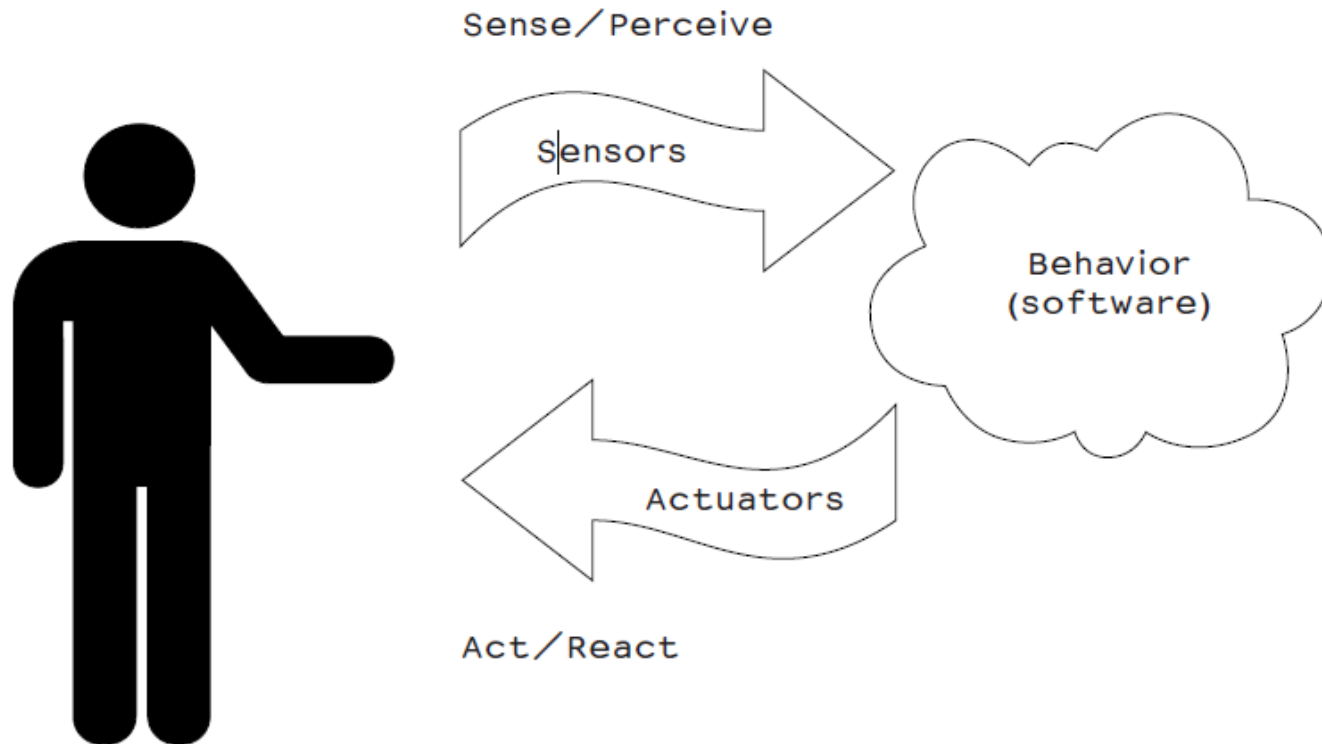 Sense/Perceive
Sensors
Behavior
(software)
Actuators
Act/React